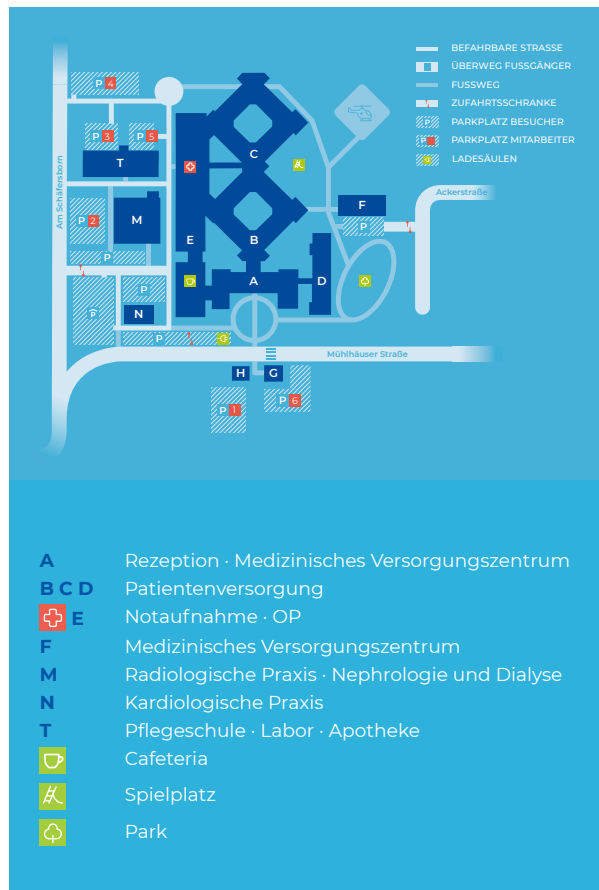 BEFAHRBARE STRASSE
ÜBERWEG FUSSGÄNGER
FUSSWEG
ZUFAHRTSSCHRANKE
P PARKPLATZ BESUCHER
P PARKPLATZ MITARBEITER
LADESÄULEN
P 4
P 3
P 5
T
C
Am Schäfersborn
Ackerstraße
P 2
M
F
P
E
B
P
A
D
P
P
N
P
Mühlhäuser Straße
H
G
P 1
P 6
A Rezeption · Medizinisches Versorgungszentrum
B C D Patientenversorgung
E Notaufnahme · OP
F Medizinisches Versorgungszentrum
M Radiologische Praxis · Nephrologie und Dialyse
N Kardiologische Praxis
T Pflegeschule · Labor · Apotheke
Cafeteria
Spielplatz
Park